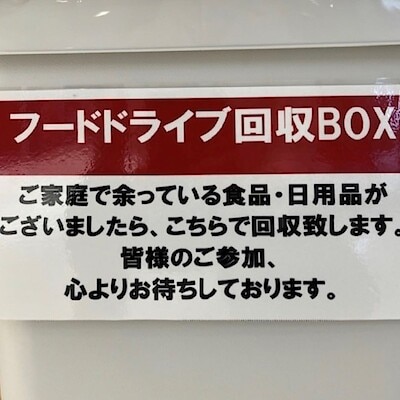 フードドライブ回収BOX
ご家庭で余っている食品・日用品が
ございましたら、こちらで回収致します。
皆様のご参加、
心よりお待ちしております。